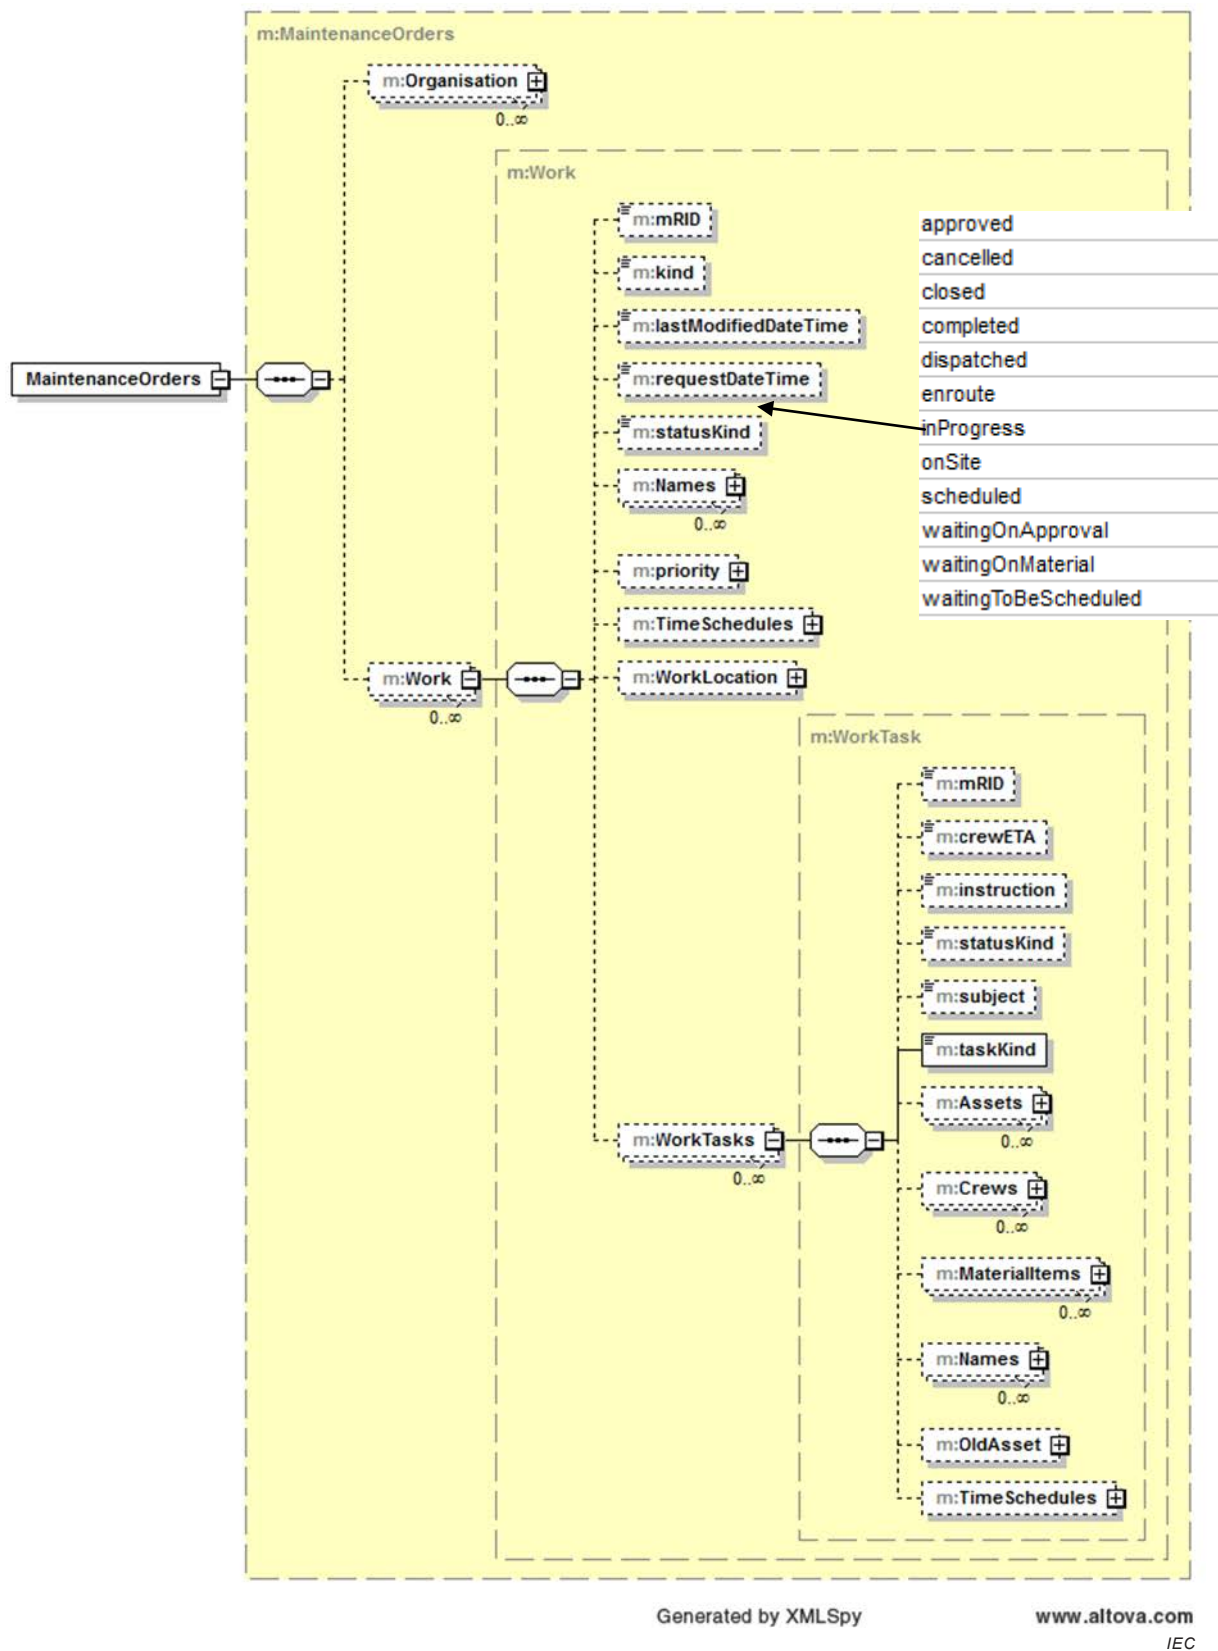 m:MaintenanceOrders
m:Organisation
0..∞
m:Work
m:mRID
m:kind
m:lastModifiedDateTime
MaintenanceOrders
m:requestDateTime
m:statusKind
m:Names
0..∞
m:priority
m:TimeSchedules
m:Work
0..∞
m:WorkLocation
approved
cancelled
closed
completed
dispatched
enroute
inProgress
onSite
scheduled
waitingOnApproval
waitingOnMaterial
waitingToBeScheduled
m:WorkTask
m:mRID
m:crewETA
m:instruction
m:statusKind
m:subject
m:taskKind
m:Assets
0..∞
m:WorkTasks
0..∞
m:Crews
0..∞
m:MaterialItems
0..∞
m:Names
0..∞
m:OldAsset
m:TimeSchedules
Generated by XMLSpy
www.altova.com
IEC